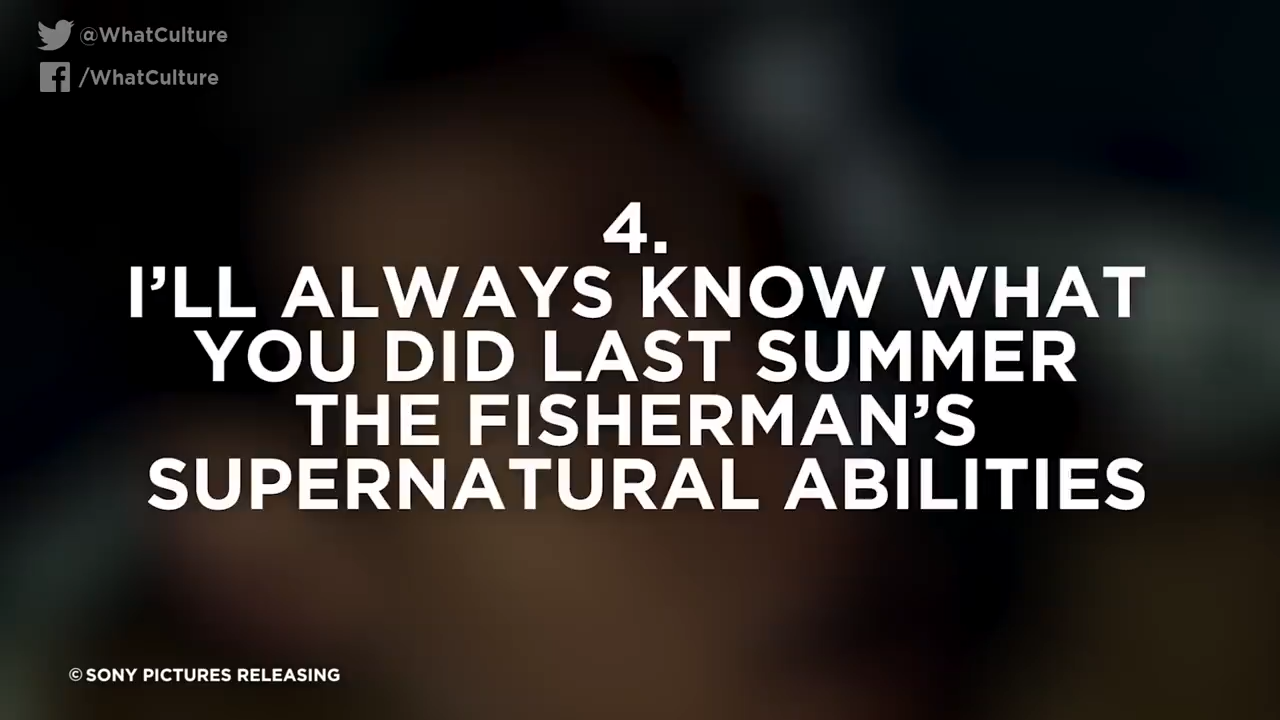 @WhatCulture
/WhatCulture
4.
I’LL ALWAYS KNOW WHAT
YOU DID LAST SUMMER
THE FISHERMAN’S
SUPERNATURAL ABILITIES
© SONY PICTURES RELEASING